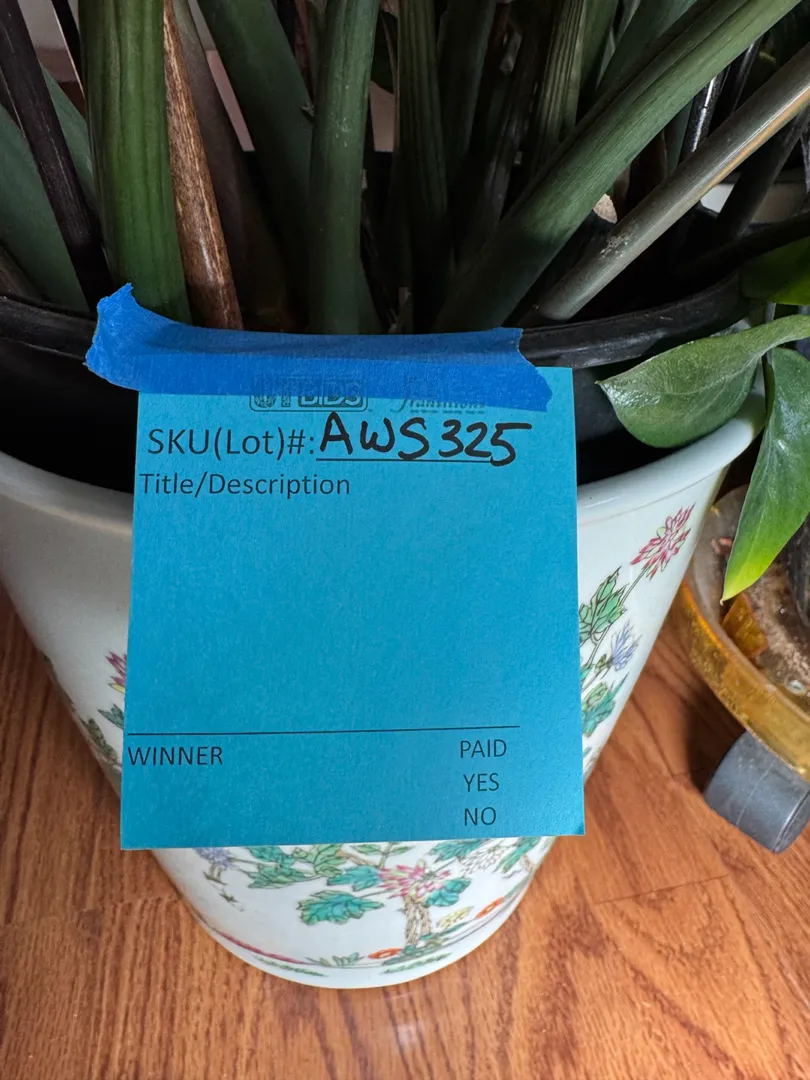 SKU(Lot)#: AWS325
Title/Description
WINNER
PAID
YES
NO